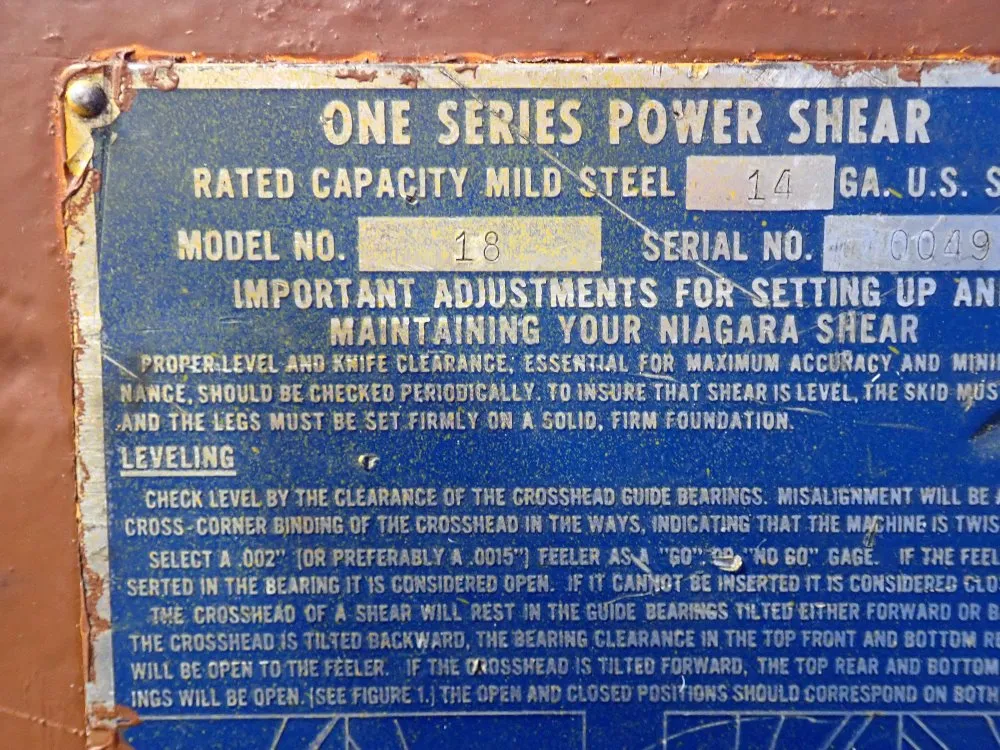 ONE SERIES POWER SHEAR
RATED CAPACITY MILD STEEL 14 GA. U.S. S
MODEL NO. 18 SERIAL NO. 0049
IMPORTANT ADJUSTMENTS FOR SETTING UP AN
MAINTAINING YOUR NIAGARA SHEAR
PROPER LEVEL AND KNIFE CLEARANCE, ESSENTIAL FOR MAXIMUM ACCURACY AND MINI
NANCE, SHOULD BE CHECKED PERIODICALLY. TO INSURE THAT SHEAR IS LEVEL, THE SKID MUS
AND THE LEGS MUST BE SET FIRMLY ON A SOLID, FIRM FOUNDATION.
LEVELING
CHECK LEVEL BY THE CLEARANCE OF THE CROSSHEAD GUIDE BEARINGS. MISALIGNMENT WILL BE
CROSS-CORNER BINDING OF THE CROSSHEAD IN THE WAYS, INDICATING THAT THE MACHINE IS TWIS
SELECT A .002" (OR PREFERABLY A .0015") FEELER AS A "GO" OR "NO GO" GAGE. IF THE FEEL
SERTED IN THE BEARING IT IS CONSIDERED OPEN. IF IT CANNOT BE INSERTED IT IS CONSIDERED CLO
THE CROSSHEAD OF A SHEAR WILL REST IN THE GUIDE BEARINGS TILTED EITHER FORWARD OR B
THE CROSSHEAD IS TILTED BACKWARD, THE BEARING CLEARANCE IN THE TOP FRONT AND BOTTOM RE
WILL BE OPEN TO THE FEELER. IF THE CROSSHEAD IS TILTED FORWARD, THE TOP REAR AND BOTTOM
INGS WILL BE OPEN. (SEE FIGURE 1.) THE OPEN AND CLOSED POSITIONS SHOULD CORRESPOND ON BOTH